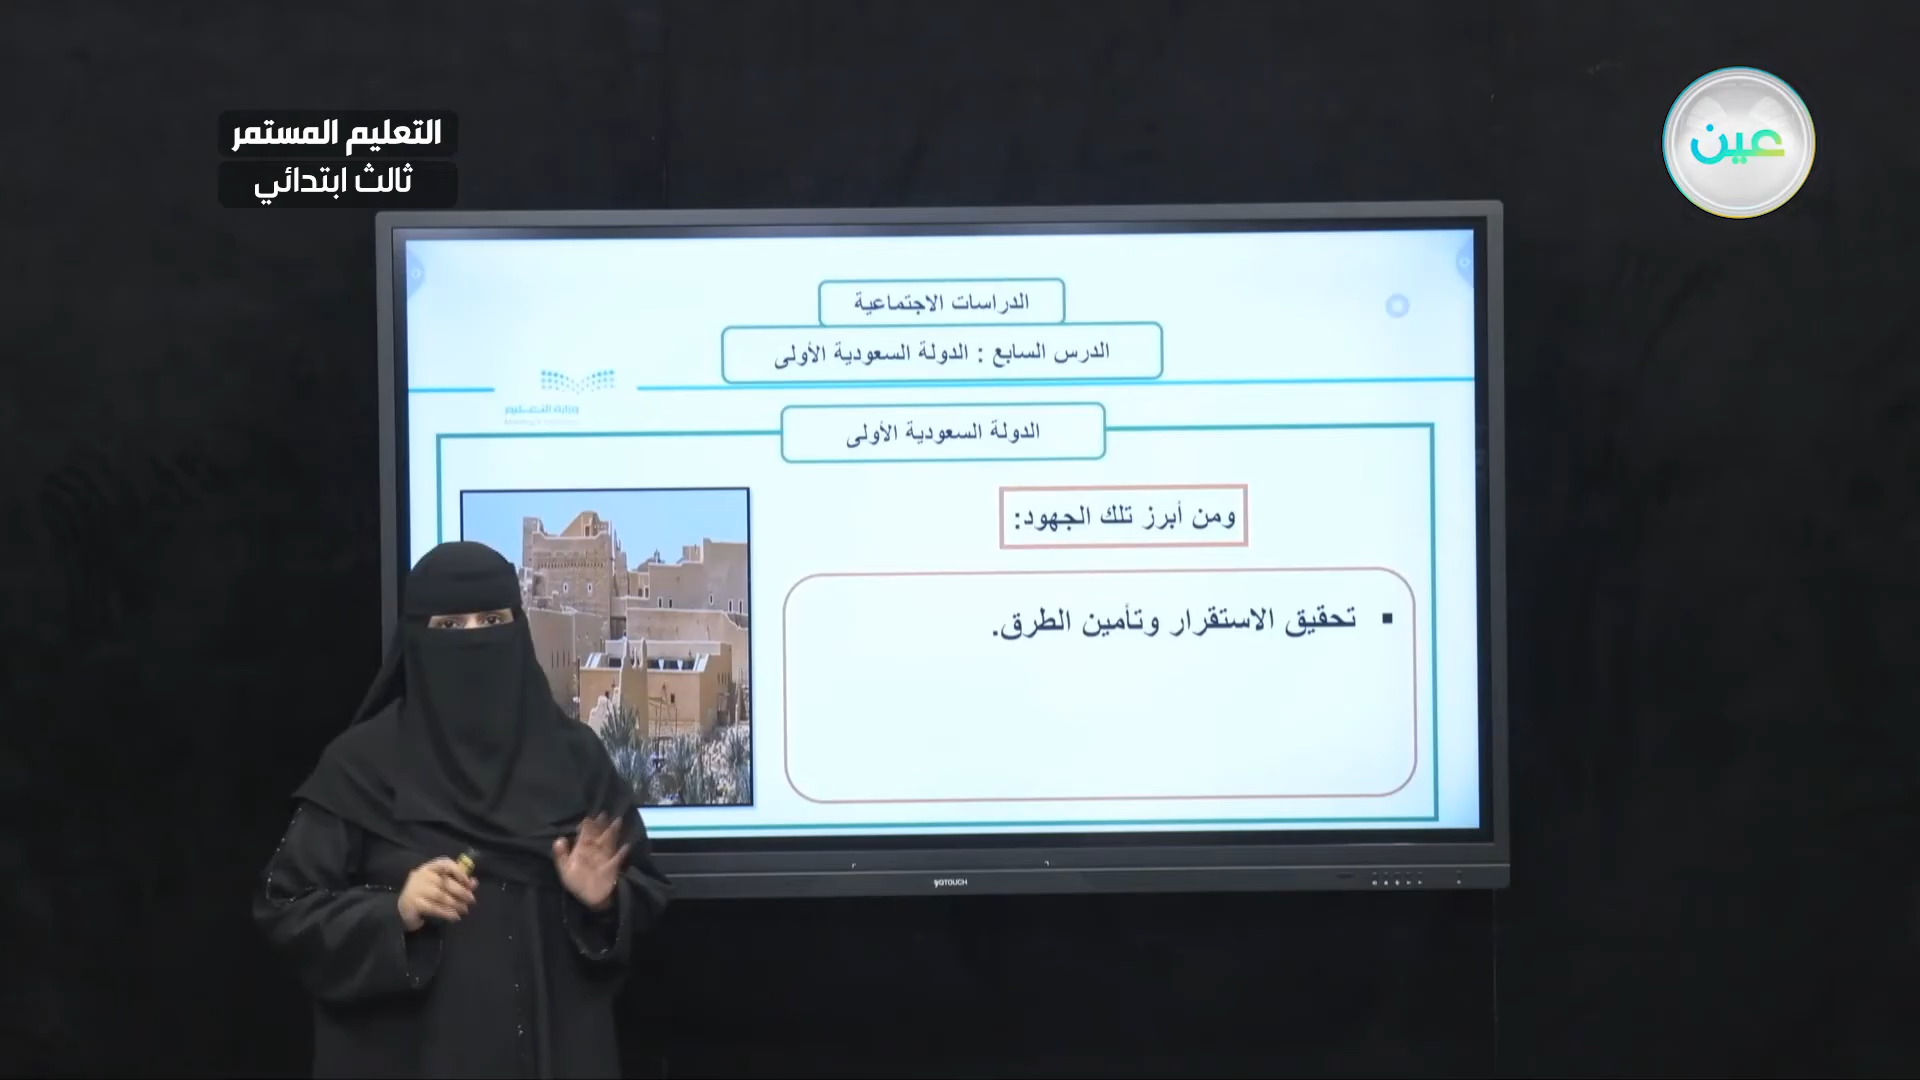 التعليم المستمر
ثالث ابتدائي
عين
الدراسات الاجتماعية
الدرس السابع : الدولة السعودية الأولى
وزارة التعليم
الدولة السعودية الأولى
ومن أبرز تلك الجهود:
▪ تحقيق الاستقرار وتأمين الطرق.